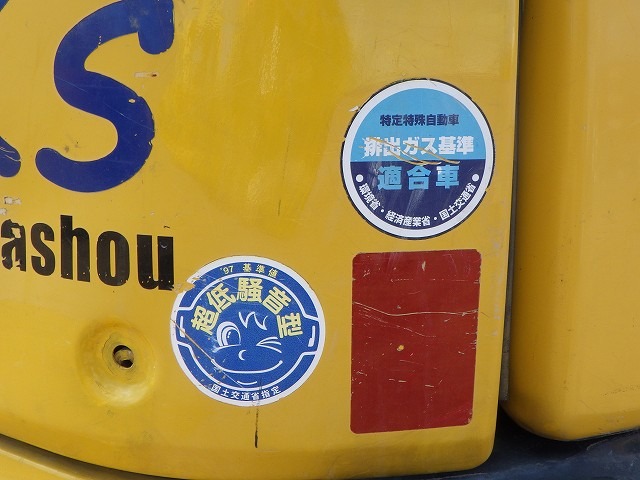 KS
ashou
特定特殊自動車
排出ガス基準
適合車
・環境省・経済産業省・国土交通省・
'97 基準値
超低騒音型
国土交通省指定